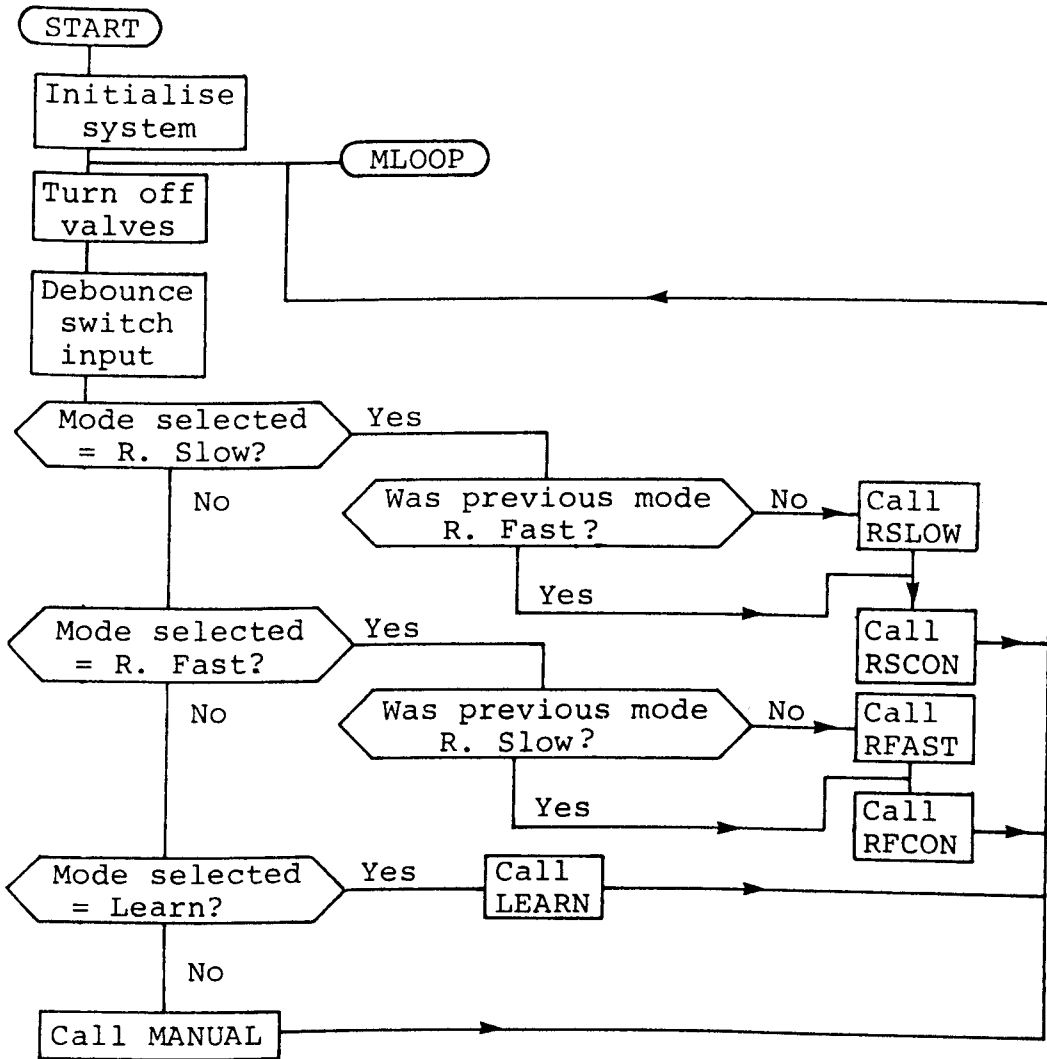 START
Initialise
system
MLOOP
Turn off
valves
Debounce
switch
input
Mode selected
= R. Slow?
Yes
No
Was previous mode
R. Fast?
No
Call
RSLOW
Yes
Call
RSCON
Mode selected
= R. Fast?
Yes
No
Was previous mode
R. Slow?
No
Call
RFAST
Yes
Call
RFCON
Mode selected
= Learn?
Yes
Call
LEARN
No
Call MANUAL